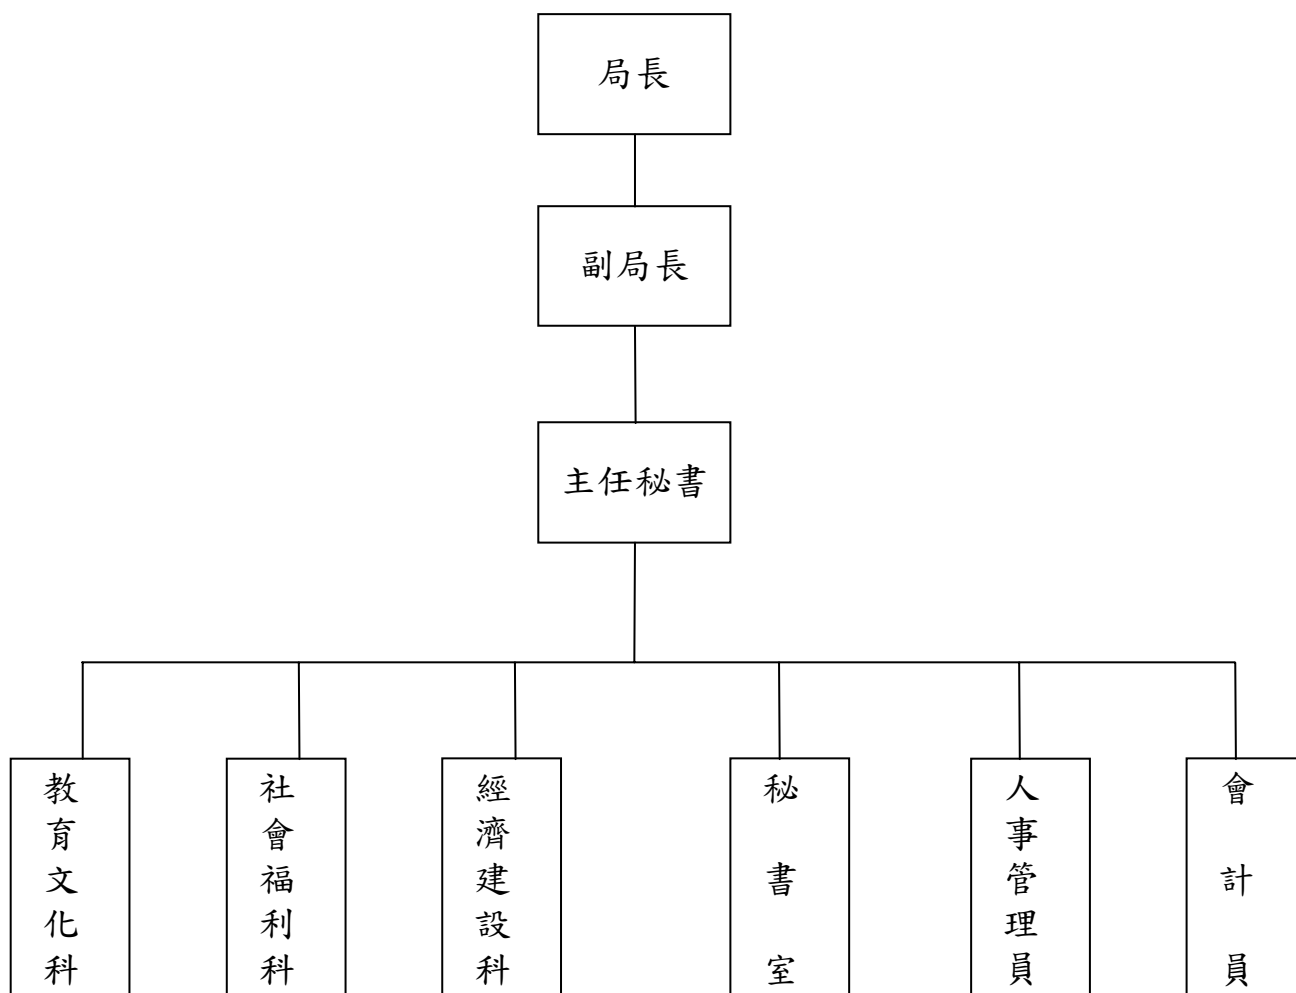 局長
副局長
主任秘書
教育文化科
社會福利科
經濟建設科
秘書室
人事管理員
會計員